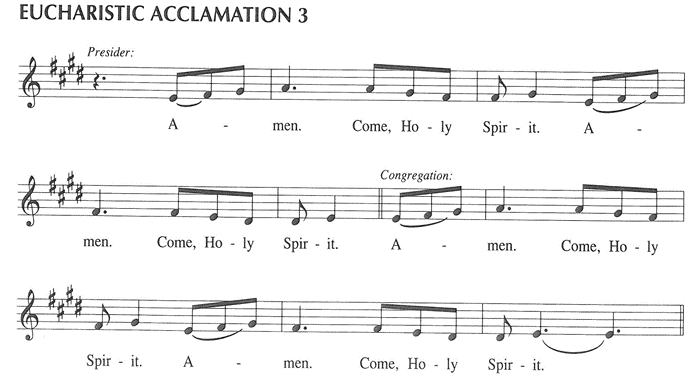 EUCHARISTIC ACCLAMATION 3
Presider:
A - men. Come, Ho - ly Spir - it. A -
Congregation:
men. Come, Ho - ly Spir - it. A - men. Come, Ho - ly
Spir - it. A - men. Come, Ho - ly Spir - it.